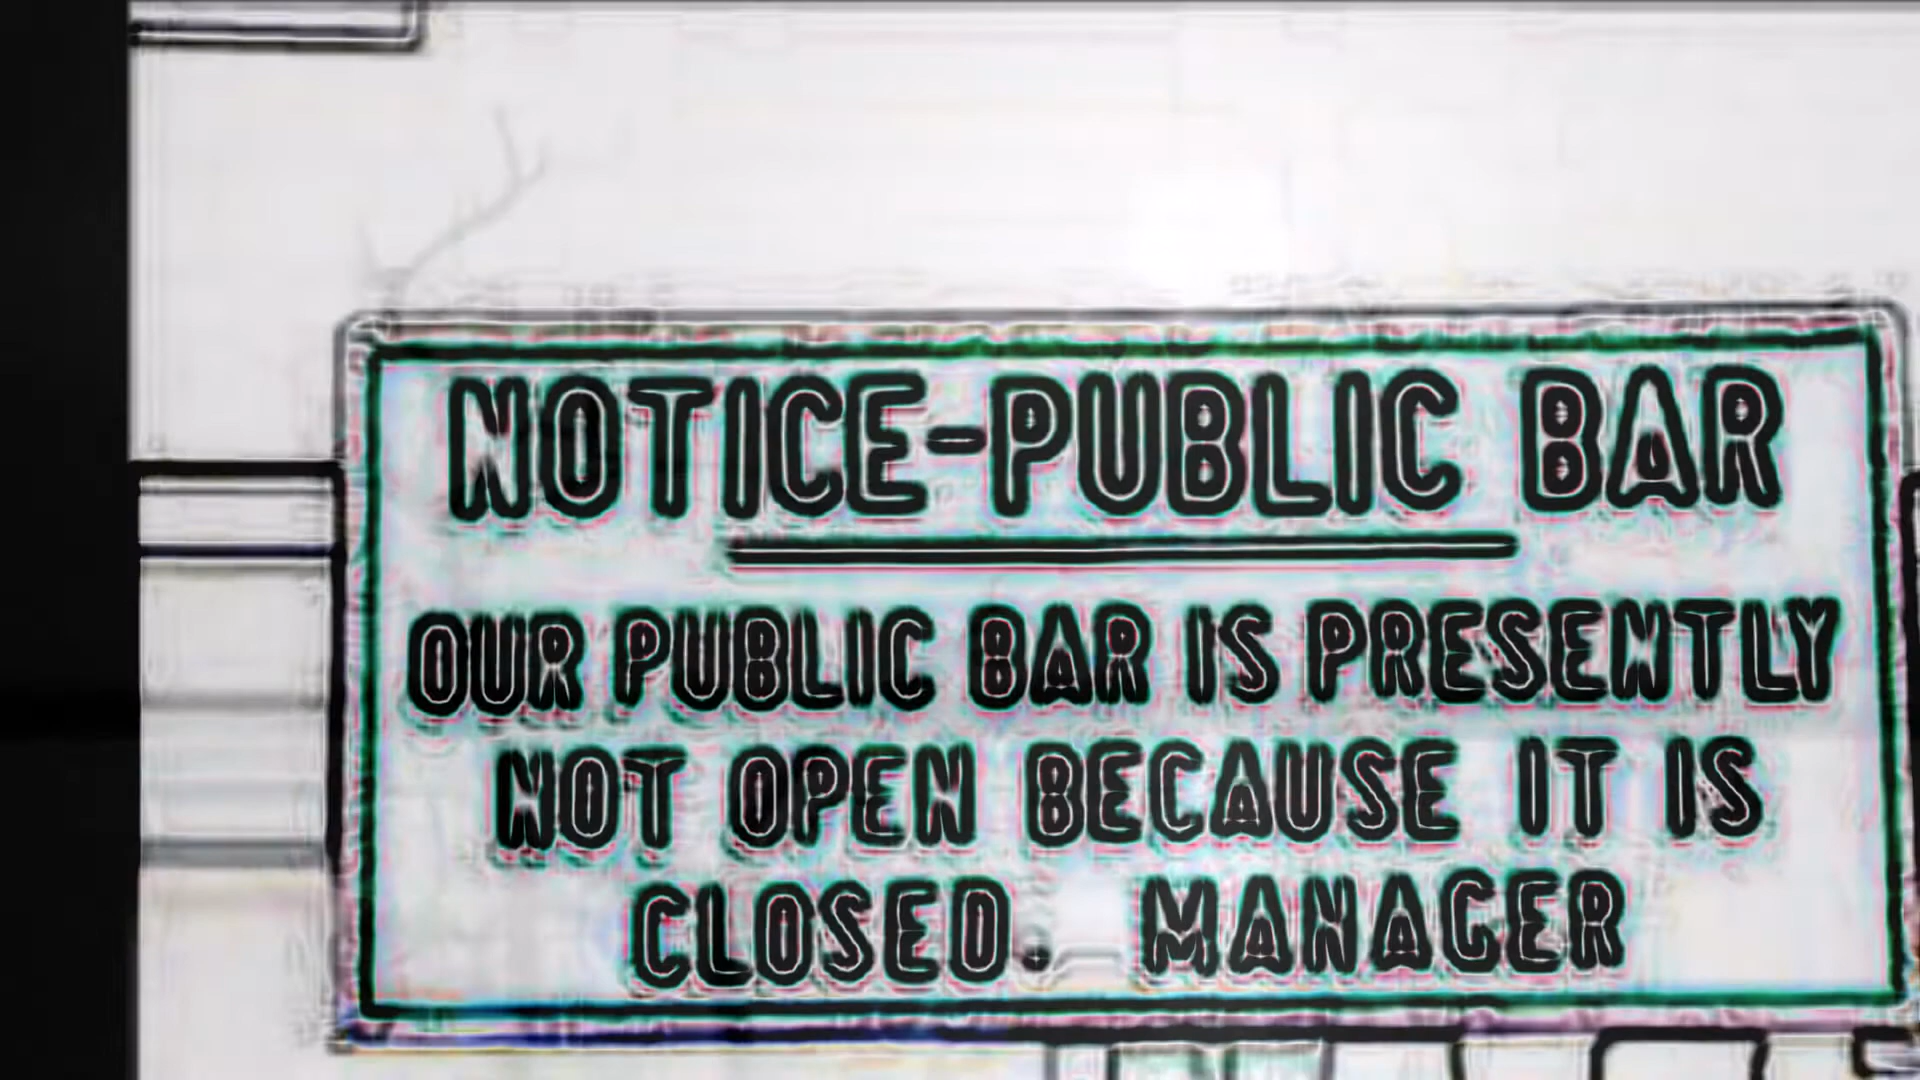 NOTICE-PUBLIC BAR
OUR PUBLIC BAR IS PRESENTLY
NOT OPEN BECAUSE IT IS
CLOSED. MANAGER